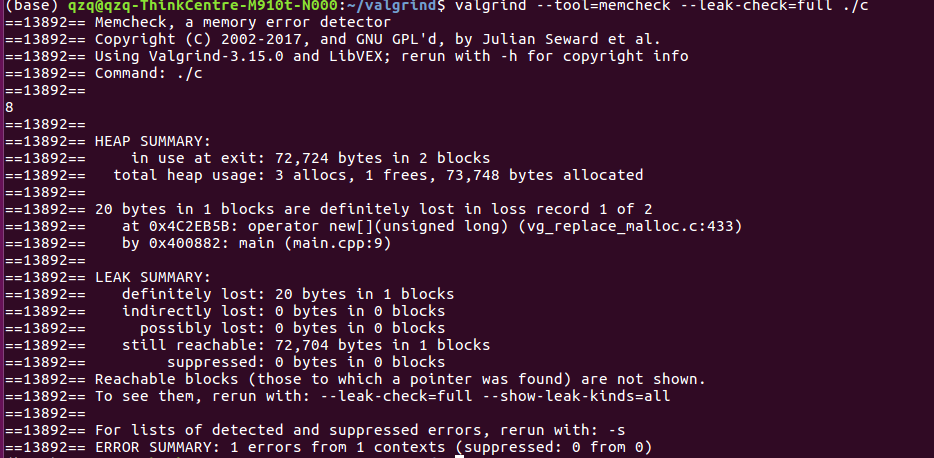 (base) qzq@qzq-ThinkCentre-M910t-N000:~/valgrind$ valgrind --tool=memcheck --leak-check=full ./c
==13892== Memcheck, a memory error detector
==13892== Copyright (C) 2002-2017, and GNU GPL'd, by Julian Seward et al.
==13892== Using Valgrind-3.15.0 and LibVEX; rerun with -h for copyright info
==13892== Command: ./c
==13892==
8
==13892==
==13892== HEAP SUMMARY:
==13892==     in use at exit: 72,724 bytes in 2 blocks
==13892==   total heap usage: 3 allocs, 1 frees, 73,748 bytes allocated
==13892==
==13892== 20 bytes in 1 blocks are definitely lost in loss record 1 of 2
==13892==    at 0x4C2EB5B: operator new[](unsigned long) (vg_replace_malloc.c:433)
==13892==    by 0x400882: main (main.cpp:9)
==13892==
==13892== LEAK SUMMARY:
==13892==    definitely lost: 20 bytes in 1 blocks
==13892==    indirectly lost: 0 bytes in 0 blocks
==13892==      possibly lost: 0 bytes in 0 blocks
==13892==    still reachable: 72,704 bytes in 1 blocks
==13892==         suppressed: 0 bytes in 0 blocks
==13892== Reachable blocks (those to which a pointer was found) are not shown.
==13892== To see them, rerun with: --leak-check=full --show-leak-kinds=all
==13892==
==13892== For lists of detected and suppressed errors, rerun with: -s
==13892== ERROR SUMMARY: 1 errors from 1 contexts (suppressed: 0 from 0)